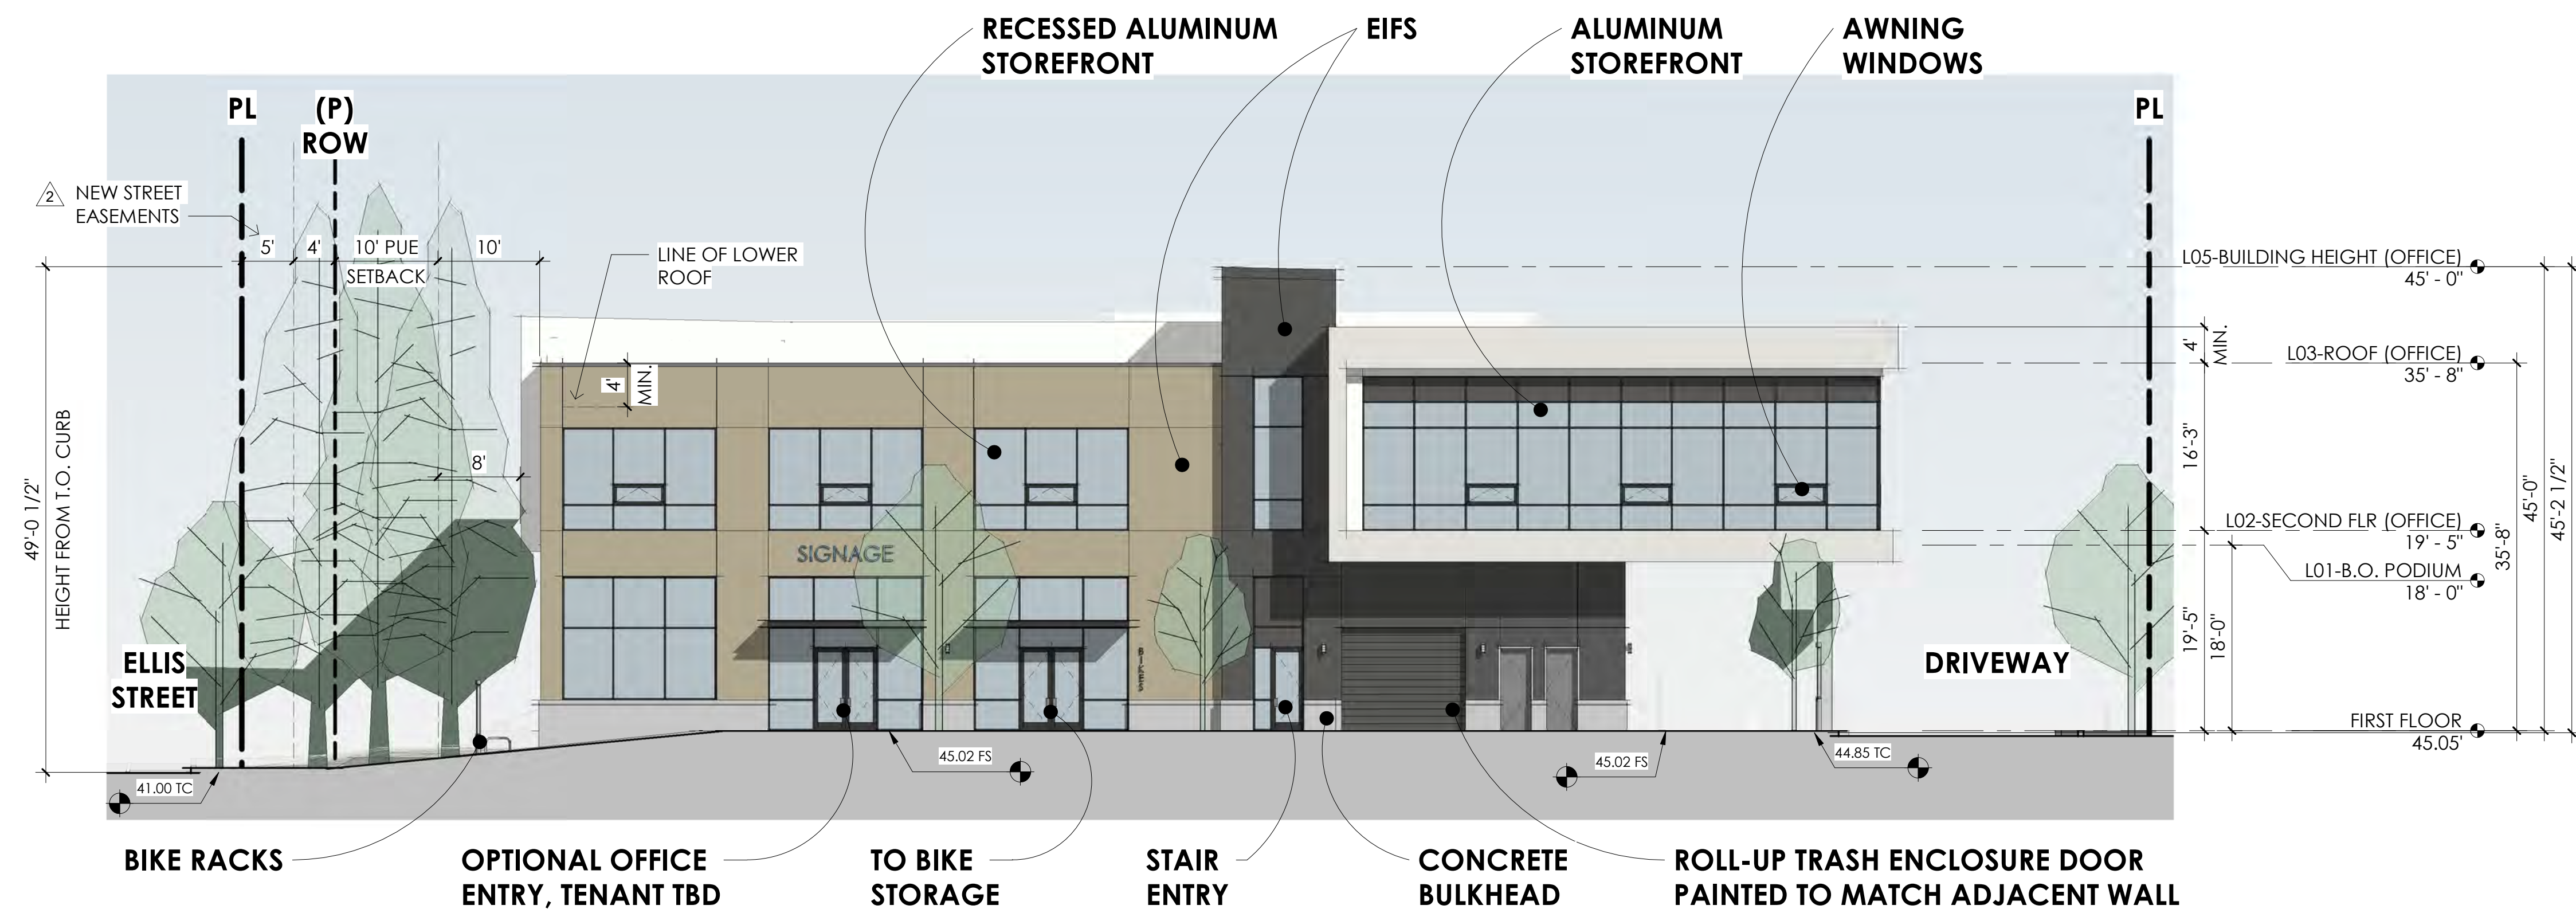 RECESSED ALUMINUM
STOREFRONT
EIFS
ALUMINUM
STOREFRONT
AWNING
WINDOWS
PL
(P)
ROW
PL
2
NEW STREET
EASEMENTS
5'
4'
10' PUE
10'
SETBACK
LINE OF LOWER
ROOF
4'
MIN.
8'
49'-0 1/2"
HEIGHT FROM T.O. CURB
SIGNAGE
BIKES
ELLIS
STREET
DRIVEWAY
L05-BUILDING HEIGHT (OFFICE)
45' - 0"
4'
MIN.
L03-ROOF (OFFICE)
35' - 8"
16'-3"
L02-SECOND FLR (OFFICE)
19' - 5"
L01-B.O. PODIUM
18' - 0"
19'-5"
18'-0"
35'-8"
45'-0"
45'-2 1/2"
FIRST FLOOR
45.05'
41.00 TC
45.02 FS
45.02 FS
44.85 TC
BIKE RACKS
OPTIONAL OFFICE
ENTRY, TENANT TBD
TO BIKE
STORAGE
STAIR
ENTRY
CONCRETE
BULKHEAD
ROLL-UP TRASH ENCLOSURE DOOR
PAINTED TO MATCH ADJACENT WALL